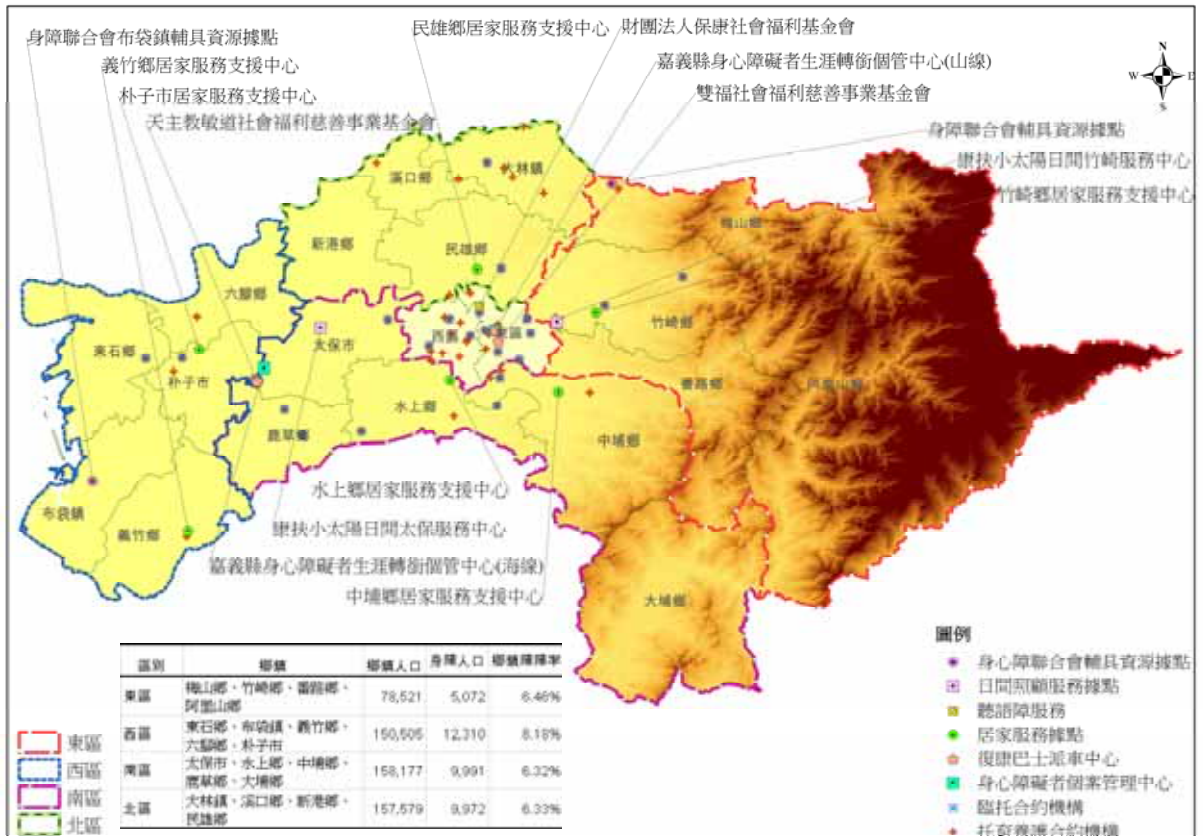 民雄鄉居家服務支援中心
財團法人保康社會福利基金會
身障聯合會布袋鎮輔具資源據點
嘉義縣身心障礙者生涯轉銜個管中心(山線)
義竹鄉居家服務支援中心
雙福社會福利慈善事業基金會
朴子市居家服務支援中心
天主教敏道社會福利慈善事業基金會
身障聯合會輔具資源據點
康扶小太陽日間竹崎服務中心
竹崎鄉居家服務支援中心
N
W
E
S
大林鎮
溪口鄉
梅山鄉
新港鄉
民雄鄉
六腳鄉
竹崎鄉
太保市
西區
東區
東石鄉
朴子市
番路鄉
阿里山鄉
水上鄉
鹿草鄉
中埔鄉
布袋鎮
義竹鄉
大埔鄉
水上鄉居家服務支援中心
康扶小太陽日間太保服務中心
嘉義縣身心障礙者生涯轉銜個管中心(海線)
中埔鄉居家服務支援中心
區別 鄉鎮 鄉鎮人口 身障人口 鄉鎮障障率
東區 梅山鄉、竹崎鄉、番路鄉、阿里山鄉 78,521 5,072 6.46%
西區 東石鄉、布袋鎮、義竹鄉、六腳鄉、朴子市 150,505 12,310 8.18%
南區 太保市、水上鄉、中埔鄉、鹿草鄉、大埔鄉 158,177 9,991 6.32%
北區 大林鎮、溪口鄉、新港鄉、民雄鄉 157,579 9,972 6.33%
東區
西區
南區
北區
圖例
身心障聯合會輔具資源據點
日間照顧服務據點
聽語障服務
居家服務據點
復康巴士派車中心
身心障礙者個案管理中心
臨托合約機構
托育養護合約機構